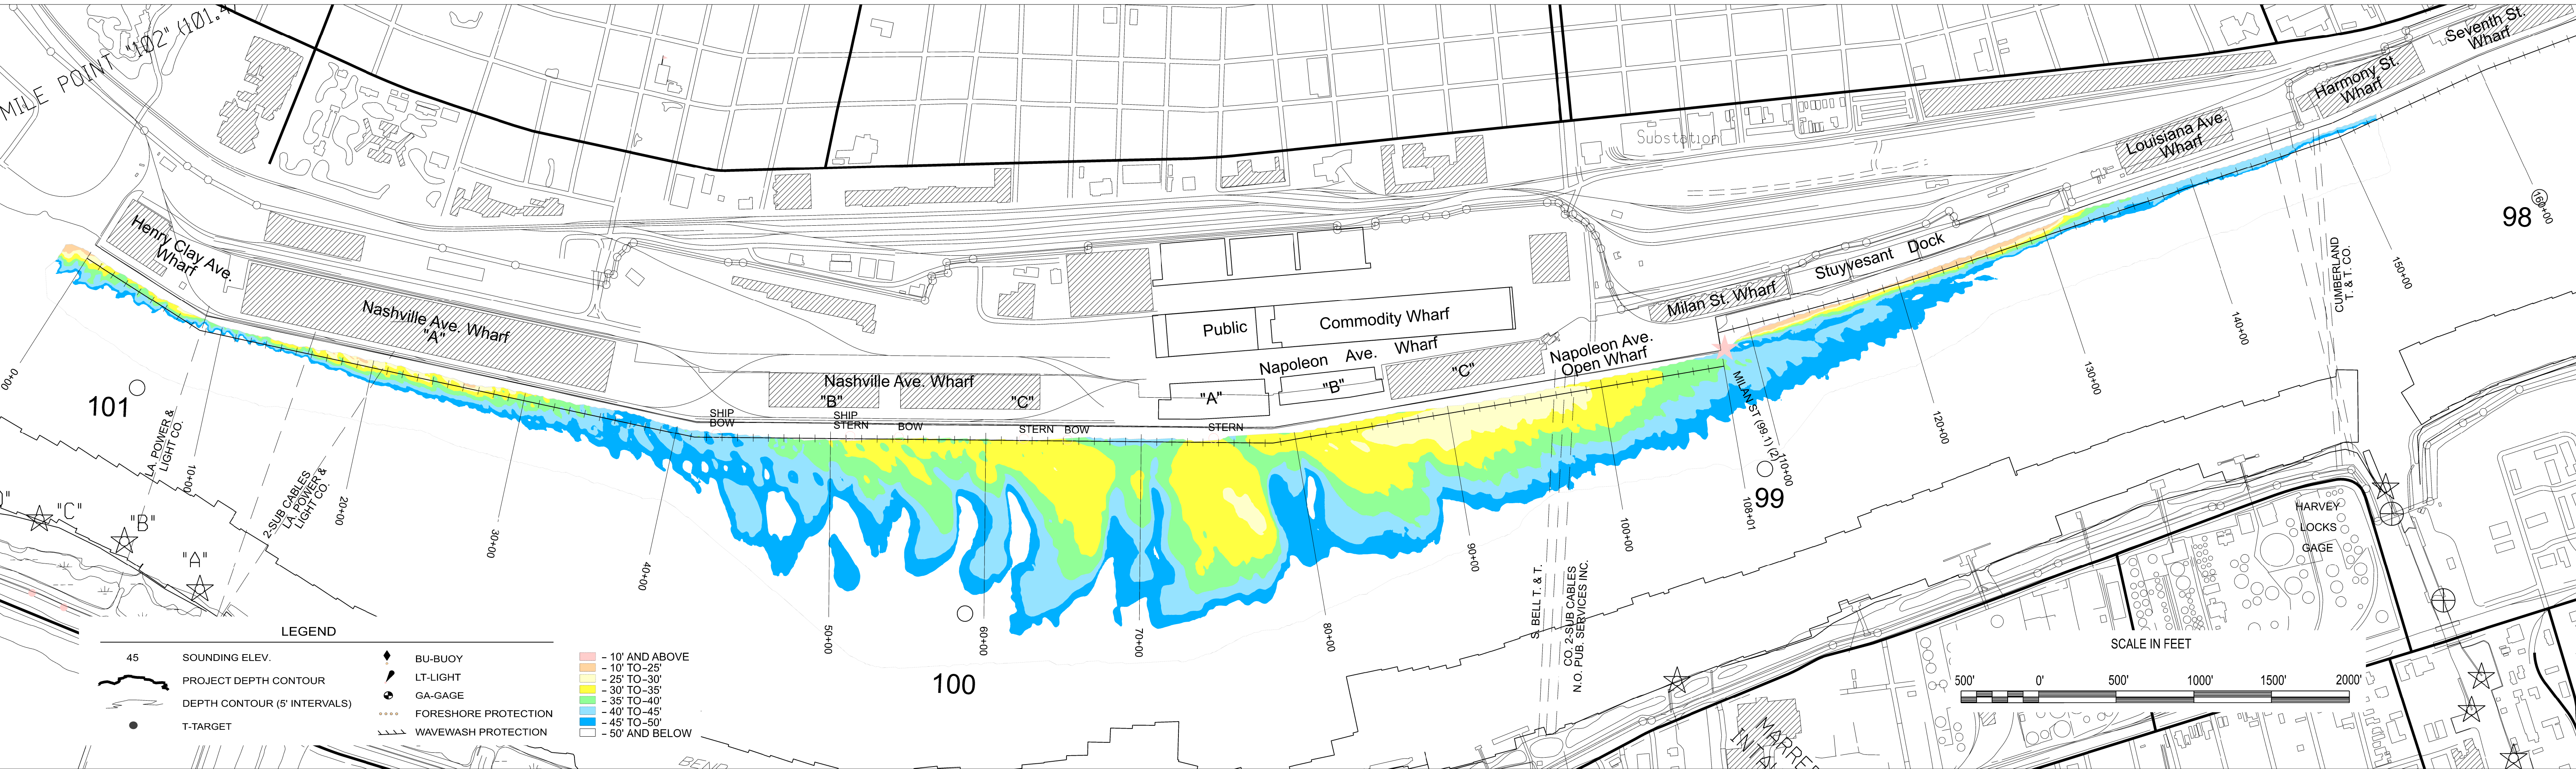 MILE POINT "102" (101.4
Seventh St.
Wharf
Harmony St.
Wharf
Louisiana Ave.
Wharf
Substation
Henry Clay Ave.
Wharf
Nashville Ave. Wharf
"A"
Nashville Ave. Wharf
"B"
"C"
Public
Commodity Wharf
Napoleon Ave. Wharf
"A"
"B"
"C"
Napoleon Ave.
Open Wharf
Milan St. Wharf
Stuyvesant Dock
SHIP
BOW
SHIP
STERN
BOW
STERN
BOW
STERN
MILAN ST (99.1) (2)
98
99
100
101
0+00
10+00
20+00
30+00
40+00
50+00
60+00
70+00
80+00
90+00
100+00
108+01
110+00
120+00
130+00
140+00
150+00
160+00
LA. POWER &
LIGHT CO.
2-SUB CABLES
LA. POWER &
LIGHT CO.
S. BELL T. & T.
CO. 2-SUB CABLES
N.O. PUB. SERVICES INC.
CUMBERLAND
T. & T. CO.
"C"
"B"
"A"
HARVEY
LOCKS
GAGE
LEGEND
45 SOUNDING ELEV.
PROJECT DEPTH CONTOUR
DEPTH CONTOUR (5' INTERVALS)
T-TARGET
BU-BUOY
LT-LIGHT
GA-GAGE
FORESHORE PROTECTION
WAVEWASH PROTECTION
- 10' AND ABOVE
- 10' TO-25'
- 25' TO-30'
- 30' TO-35'
- 35' TO-40'
- 40' TO-45'
- 45' TO-50'
- 50' AND BELOW
SCALE IN FEET
500' 0' 500' 1000' 1500' 2000'
BEND
MARRE